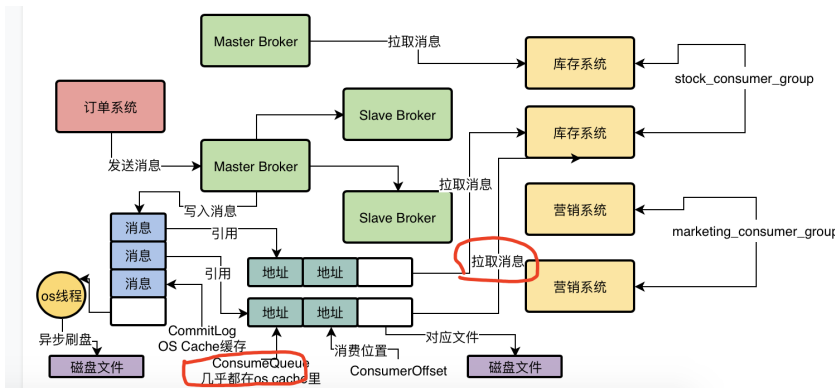 Master Broker
拉取消息
库存系统
stock_consumer_group
订单系统
Slave Broker
库存系统
发送消息
Master Broker
拉取消息
Slave Broker
营销系统
写入消息
消息
引用
marketing_consumer_group
消息
引用
地址
地址
拉取消息
营销系统
消息
os线程
地址
地址
CommitLog
OS Cache缓存
异步刷盘
对应文件
消费位置
ConsumeQueue
几乎都在os cache里
ConsumerOffset
磁盘文件
磁盘文件